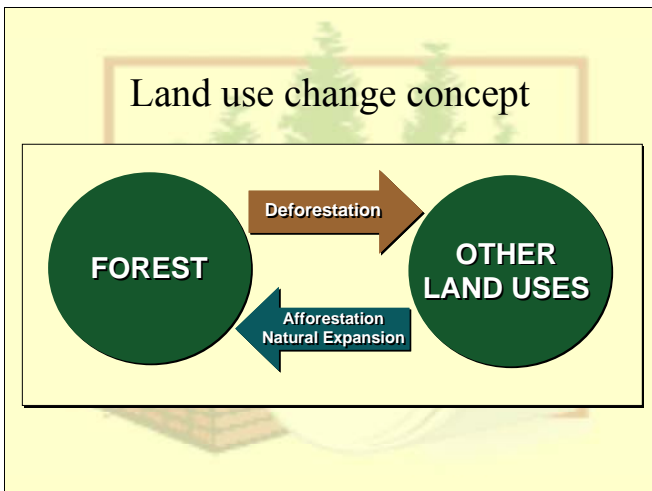 Land use change concept
Deforestation
FOREST
OTHER
LAND USES
Afforestation
Natural Expansion